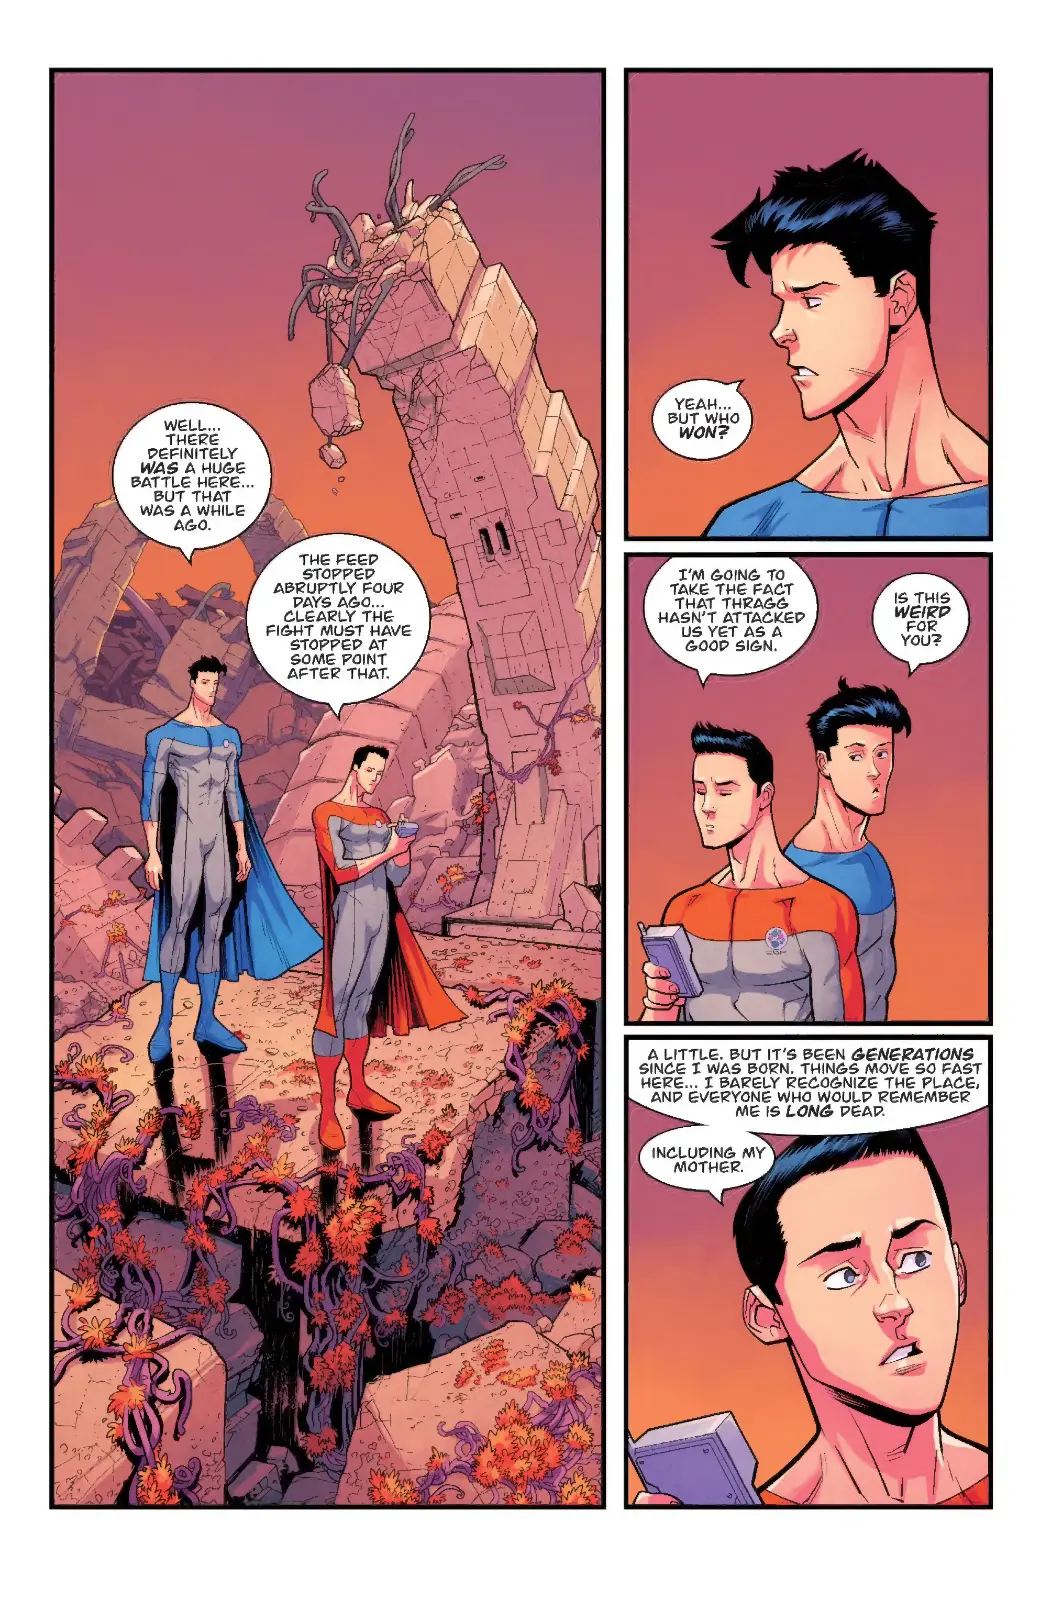 WELL...
THERE
DEFINITELY
WAS A HUGE
BATTLE HERE...
BUT THAT
WAS A WHILE
AGO.
THE FEED
STOPPED
ABRUPTLY FOUR
DAYS AGO...
CLEARLY THE
FIGHT MUST HAVE
STOPPED AT
SOME POINT
AFTER THAT.
YEAH...
BUT WHO
WON?
I'M GOING TO
TAKE THE FACT
THAT THRAGG
HASN'T ATTACKED
US YET AS A
GOOD SIGN.
IS THIS
WEIRD
FOR
YOU?
A LITTLE. BUT IT'S BEEN GENERATIONS
SINCE I WAS BORN. THINGS MOVE SO FAST
HERE... I BARELY RECOGNIZE THE PLACE,
AND EVERYONE WHO WOULD REMEMBER
ME IS LONG DEAD.
INCLUDING MY
MOTHER.